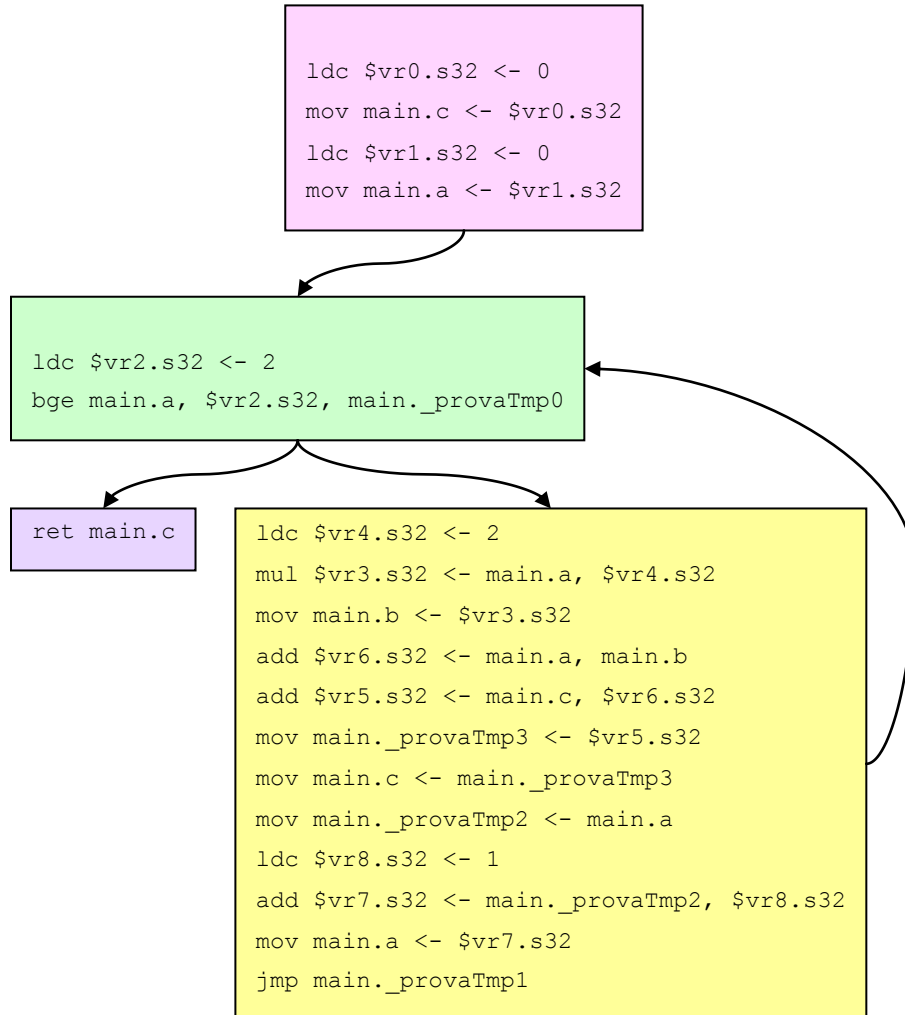 ldc $vr0.s32 <- 0
mov main.c <- $vr0.s32
ldc $vr1.s32 <- 0
mov main.a <- $vr1.s32
ldc $vr2.s32 <- 2
bge main.a, $vr2.s32, main._provaTmp0
ret main.c
ldc $vr4.s32 <- 2
mul $vr3.s32 <- main.a, $vr4.s32
mov main.b <- $vr3.s32
add $vr6.s32 <- main.a, main.b
add $vr5.s32 <- main.c, $vr6.s32
mov main._provaTmp3 <- $vr5.s32
mov main.c <- main._provaTmp3
mov main._provaTmp2 <- main.a
ldc $vr8.s32 <- 1
add $vr7.s32 <- main._provaTmp2, $vr8.s32
mov main.a <- $vr7.s32
jmp main._provaTmp1